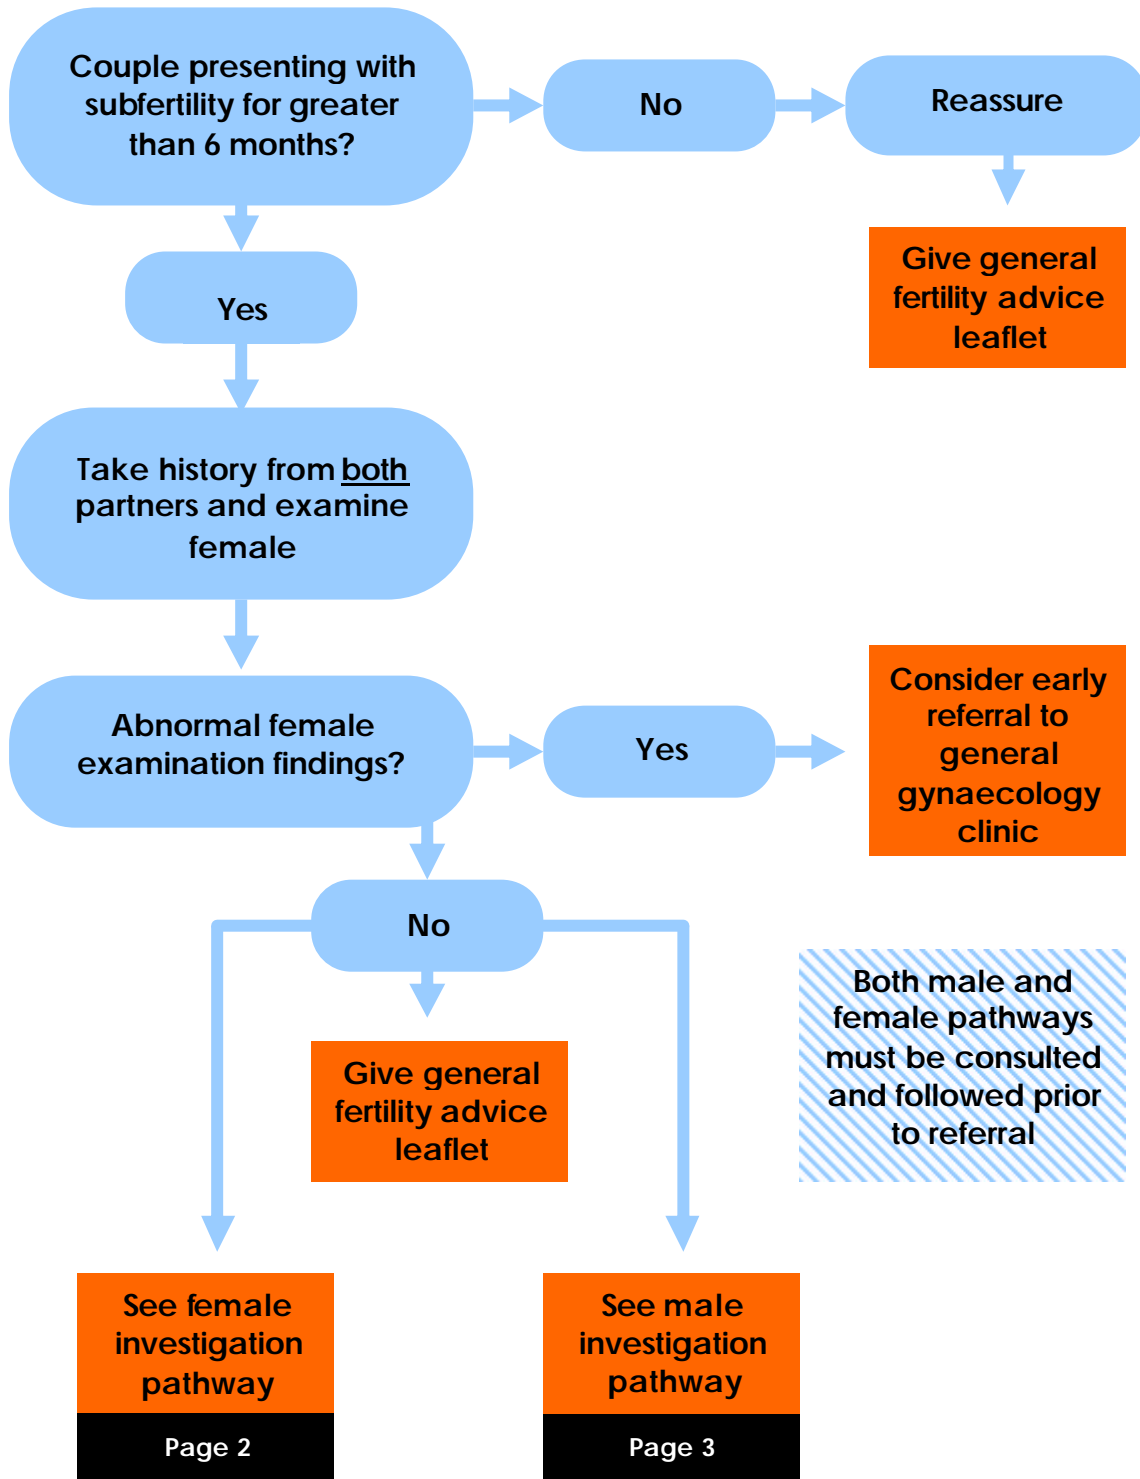 Couple presenting with
subfertility for greater
than 6 months?
No
Reassure
Give general
fertility advice
leaflet
Yes
Take history from both
partners and examine
female
Abnormal female
examination findings?
Yes
Consider early
referral to
general
gynaecology
clinic
No
Give general
fertility advice
leaflet
Both male and
female pathways
must be consulted
and followed prior
to referral
See female
investigation
pathway
Page 2
See male
investigation
pathway
Page 3